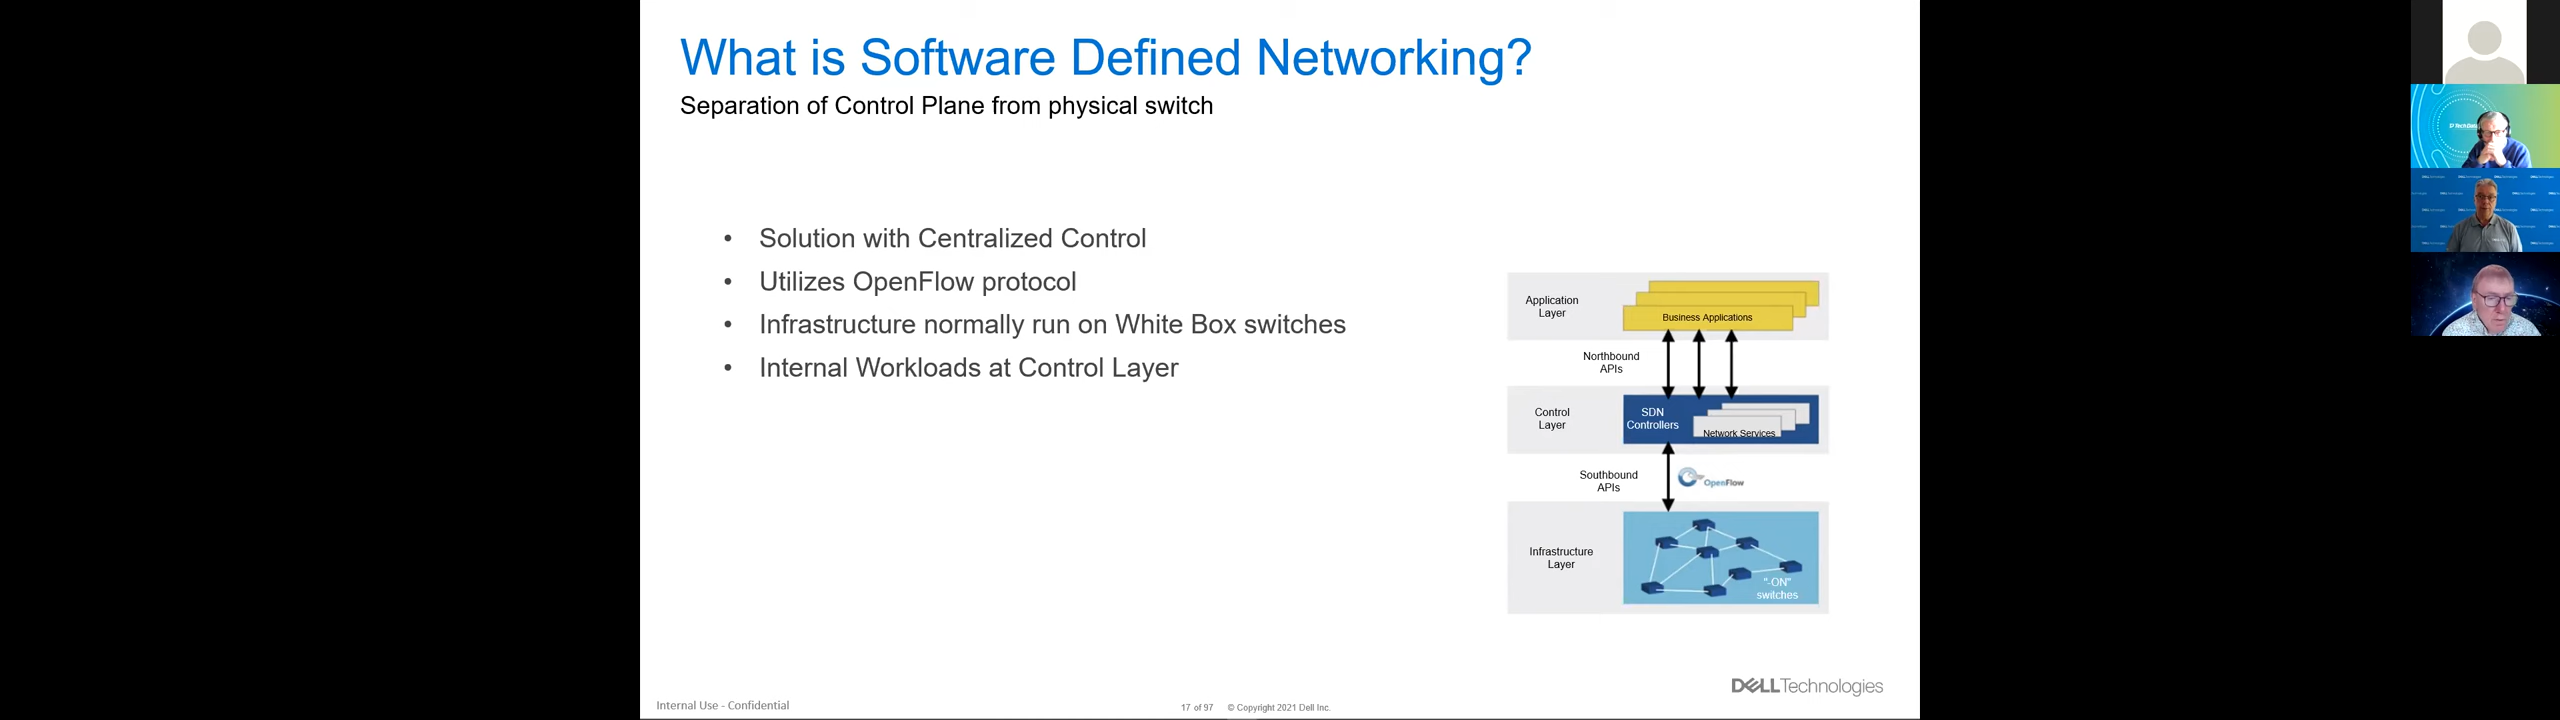 What is Software Defined Networking?
Separation of Control Plane from physical switch
• Solution with Centralized Control
• Utilizes OpenFlow protocol
• Infrastructure normally run on White Box switches
• Internal Workloads at Control Layer
Application
Layer
Business Applications
Northbound
APIs
Control
Layer
SDN
Controllers
Network Services
Southbound
APIs
OpenFlow
Infrastructure
Layer
"-ON"
switches
DELL Technologies
Internal Use - Confidential
17 of 97
© Copyright 2021 Dell Inc.